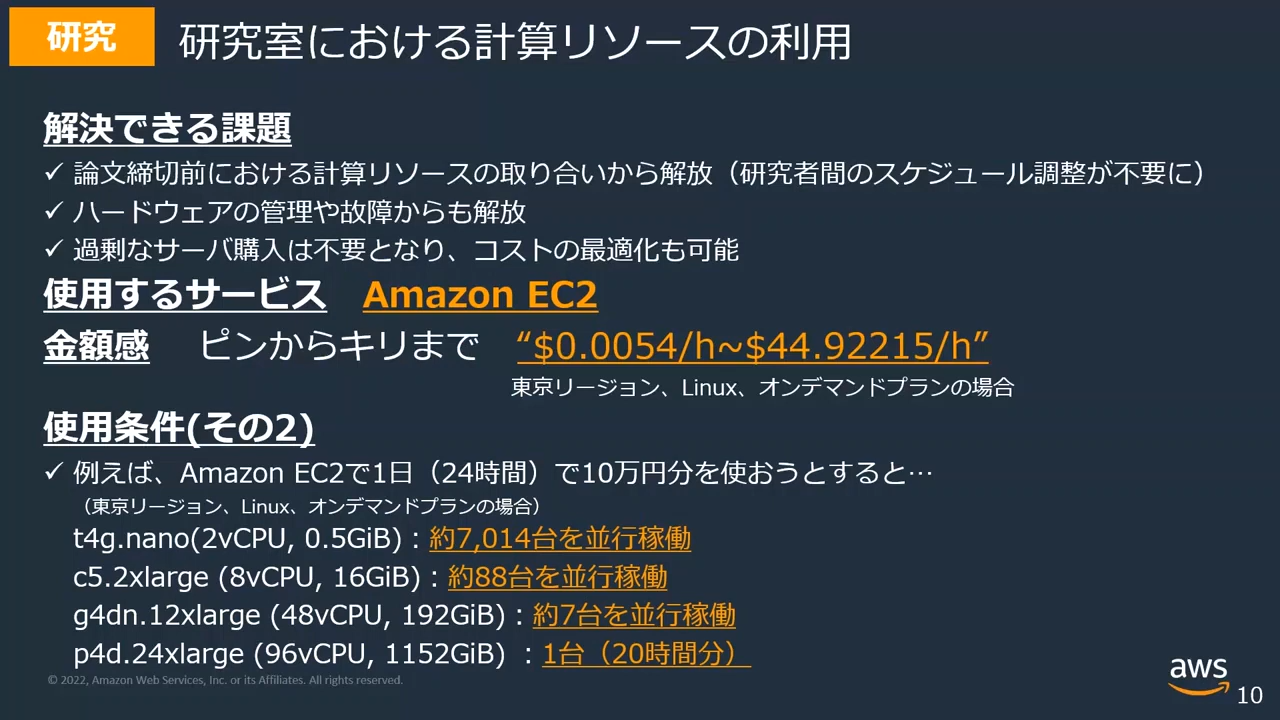 研究
研究室における計算リソースの利用
解決できる課題
✓ 論文締切前における計算リソースの取り合いから解放（研究者間のスケジュール調整が不要に）
✓ ハードウェアの管理や故障からも解放
✓ 過剰なサーバ購入は不要となり、コストの最適化も可能
使用するサービス Amazon EC2
金額感 ピンからキリまで “$0.0054/h~$44.92215/h”
東京リージョン、Linux、オンデマンドプランの場合
使用条件(その2)
✓ 例えば、Amazon EC2で1日（24時間）で10万円分を使おうとすると…
（東京リージョン、Linux、オンデマンドプランの場合）
t4g.nano(2vCPU, 0.5GiB)：約7,014台を並行稼働
c5.2xlarge (8vCPU, 16GiB)：約88台を並行稼働
g4dn.12xlarge (48vCPU, 192GiB)：約7台を並行稼働
p4d.24xlarge (96vCPU, 1152GiB) ：1台（20時間分）
© 2022, Amazon Web Services, Inc. or its Affiliates. All rights reserved.
aws
10